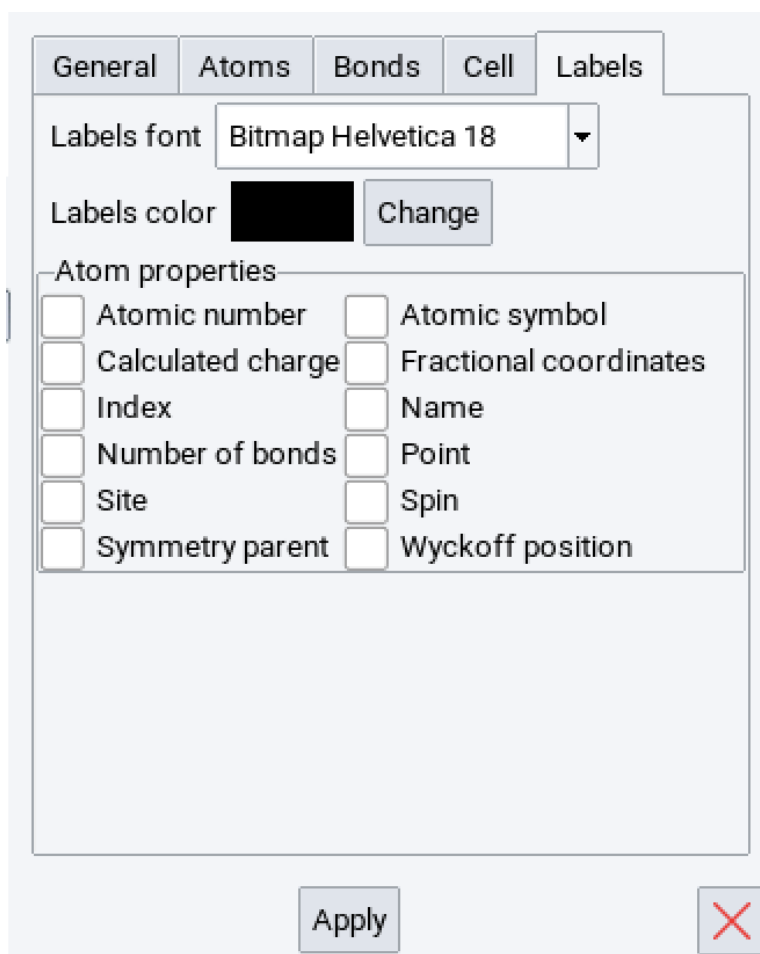 General Atoms Bonds Cell Labels
Labels font Bitmap Helvetica 18
Labels color Change
Atom properties
Atomic number Atomic symbol
Calculated charge Fractional coordinates
Index Name
Number of bonds Point
Site Spin
Symmetry parent Wyckoff position
Apply